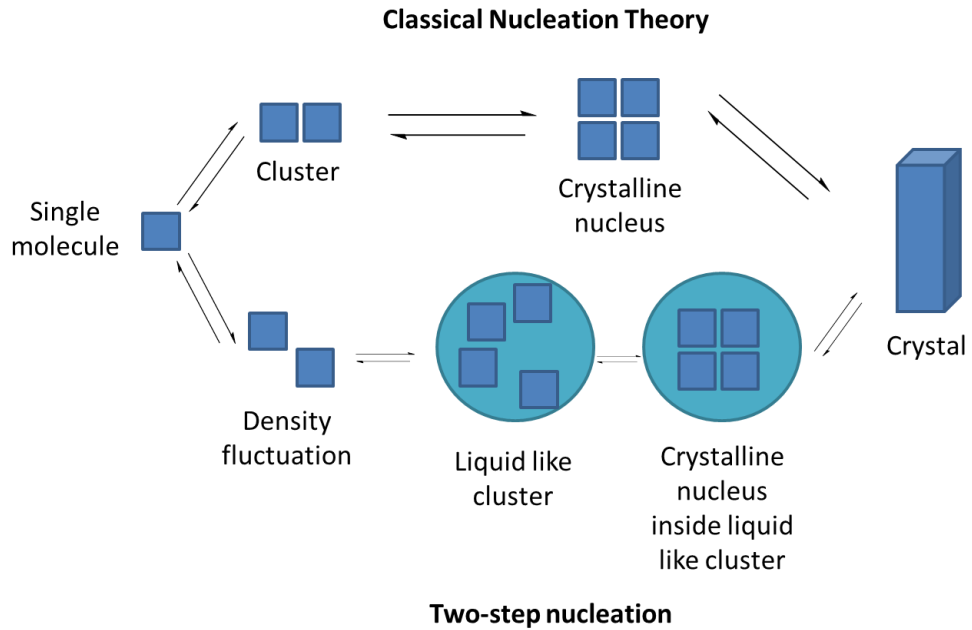 Classical Nucleation Theory
Cluster
Crystalline
nucleus
Single
molecule
Crystal
Density
fluctuation
Liquid like
cluster
Crystalline
nucleus
inside liquid
like cluster
Two-step nucleation